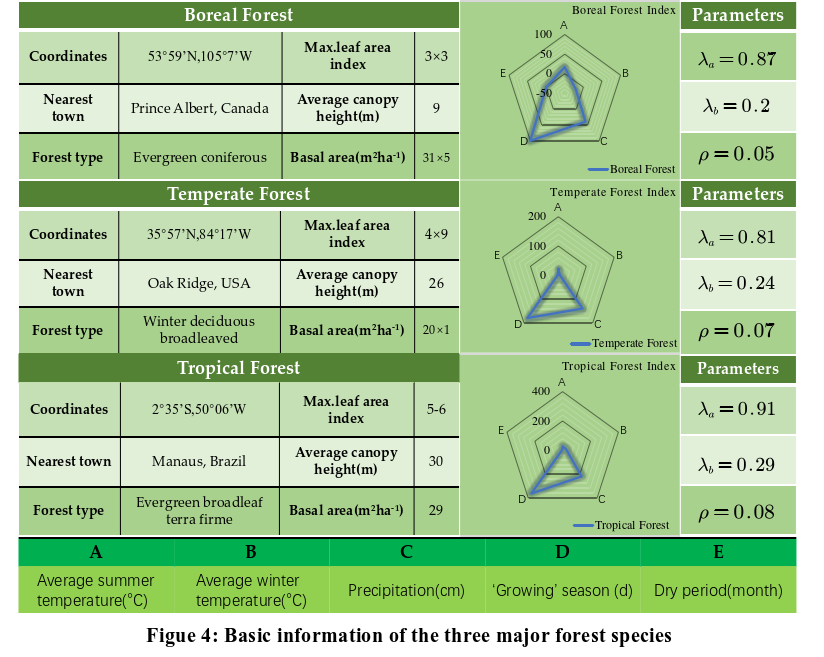 Boreal Forest
Coordinates 53°59’N,105°7’W Max.leaf area index 3×3
Nearest town Prince Albert, Canada Average canopy height(m) 9
Forest type Evergreen coniferous Basal area(m²ha⁻¹) 31×5
Boreal Forest Index
A
100
50
E 0 B
-50
D C
Boreal Forest
Parameters
λₐ = 0.87
λ_b = 0.2
ρ = 0.05
Temperate Forest
Coordinates 35°57’N,84°17’W Max.leaf area index 4×9
Nearest town Oak Ridge, USA Average canopy height(m) 26
Forest type Winter deciduous broadleaved Basal area(m²ha⁻¹) 20×1
Temperate Forest Index
A
200
E 100 B
0
D C
Temperate Forest
Parameters
λₐ = 0.81
λ_b = 0.24
ρ = 0.07
Tropical Forest
Coordinates 2°35’S,50°06’W Max.leaf area index 5-6
Nearest town Manaus, Brazil Average canopy height(m) 30
Forest type Evergreen broadleaf terra firme Basal area(m²ha⁻¹) 29
Tropical Forest Index
A
400
E 200 B
0
D C
Tropical Forest
Parameters
λₐ = 0.91
λ_b = 0.29
ρ = 0.08
A B C D E
Average summer temperature(°C) Average winter temperature(°C) Precipitation(cm) ‘Growing’ season (d) Dry period(month)
Figue 4: Basic information of the three major forest species